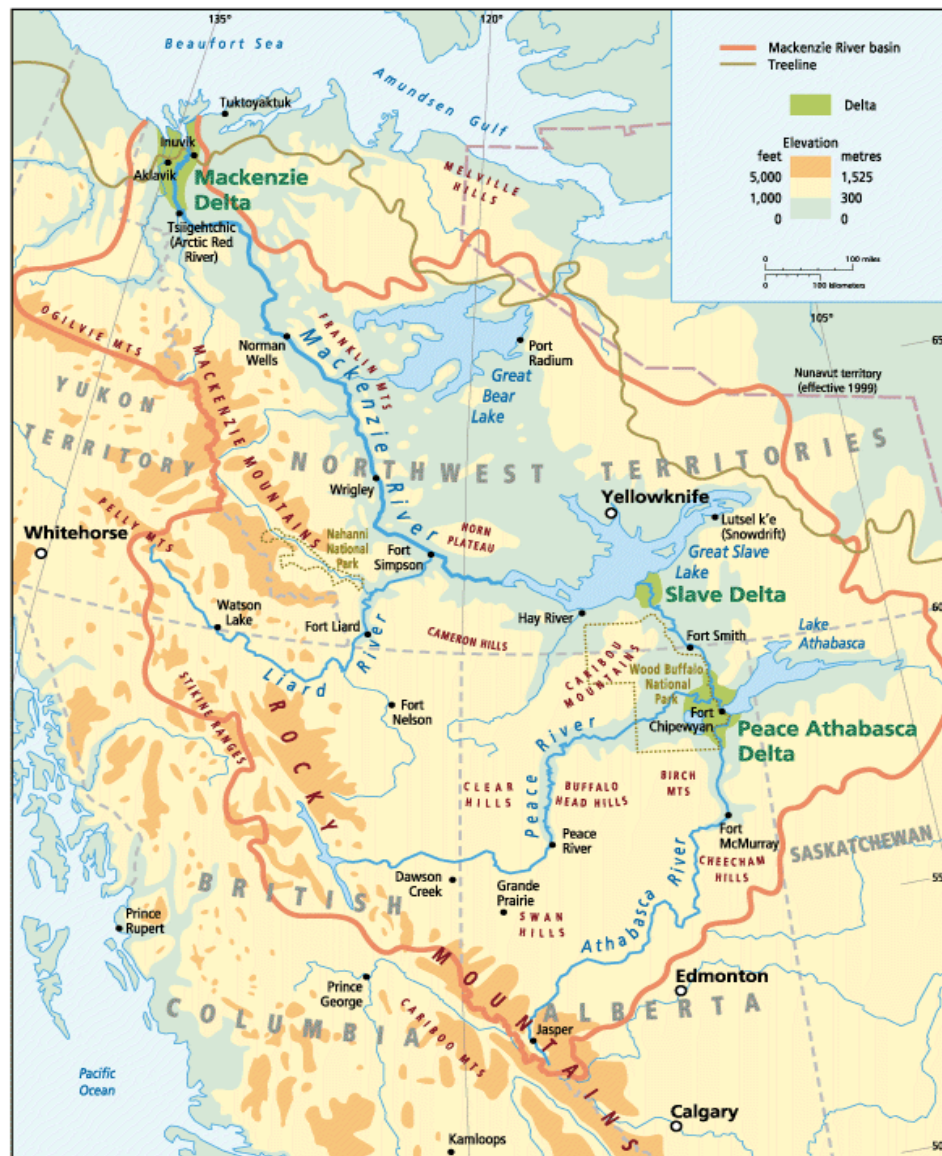 135°
120°
Beaufort Sea
Amundsen Gulf
Mackenzie River basin
Treeline
Delta
Elevation
feet
metres
5,000
1,525
1,000
300
0
0
0
100 miles
0
100 kilometers
Tuktoyaktuk
Inuvik
Aklavik
Mackenzie
Delta
MELVILLE
HILLS
Tsiigehtchic
(Arctic Red
River)
105°
65
OGILVIE MTS
Norman
Wells
FRANKLIN MTS
Mackenzie River
Port
Radium
Great
Bear
Lake
Nunavut territory
(effective 1999)
YUKON
TERRITORY
MACKENZIE MOUNTAINS
NORTHWEST TERRITORIES
Wrigley
Yellowknife
Lutsel k'e
(Snowdrift)
PELLY MTS
Whitehorse
Nahanni
National
Park
Fort
Simpson
HORN
PLATEAU
Great Slave
Lake
Slave Delta
60
Watson
Lake
Fort Liard
Hay River
CAMERON HILLS
Fort Smith
Lake
Athabasca
Liard River
CARIBOU
MOUNTAINS
Wood Buffalo
National
Park
STIKINE RANGES
Fort
Nelson
Fort
Chipewyan
Peace Athabasca
Delta
ROCKY MOUNTAINS
Peace River
CLEAR
HILLS
BUFFALO
HEAD HILLS
BIRCH
MTS
Peace
River
Fort
McMurray
SASKATCHEWAN
CHEECHAM
HILLS
Dawson
Creek
Grande
Prairie
55
BRITISH
COLUMBIA
SWAN
HILLS
Athabasca River
Prince
Rupert
Prince
George
CARIBOO MTS
Edmonton
ALBERTA
Jasper
Pacific
Ocean
Calgary
Kamloops
50